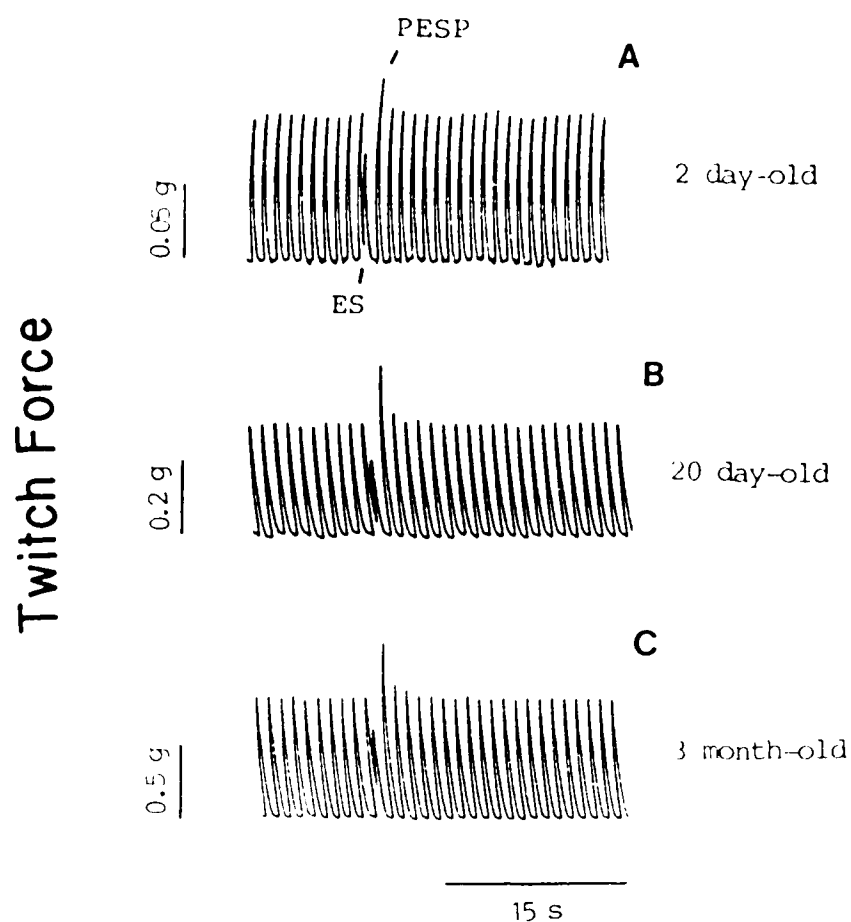 PESP
A
2 day-old
0.05 g
ES
Twitch Force
B
20 day-old
0.2 g
C
3 month-old
0.5 g
15 s